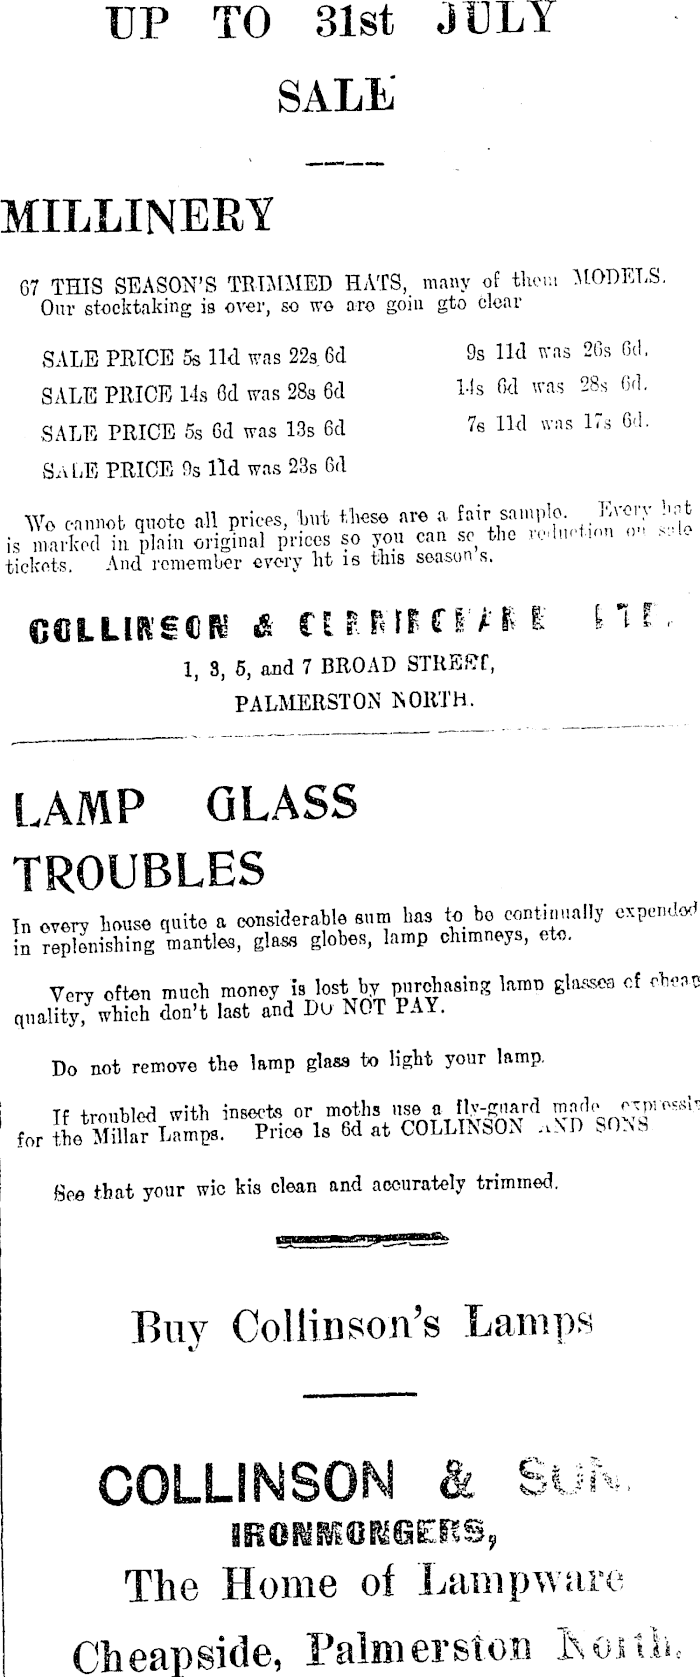 UP TO 31st JULY
SALE
MILLINERY
67 THIS SEASON'S TRIMMED HATS, many of them MODELS.
Our stocktaking is over, so we are goin gto clear
SALE PRICE 5s 11d was 22s 6d 9s 11d was 26s 6d.
SALE PRICE 14s 6d was 28s 6d 14s 6d was 28s 6d.
SALE PRICE 5s 6d was 13s 6d 7s 11d was 17s 6d.
SALE PRICE 9s 11d was 23s 6d
We cannot quote all prices, but these are a fair sample. Every hat
is marked in plain original prices so you can se the reduction on sale
tickets. And remember every ht is this season's.
COLLINSON & LTD.
1, 3, 5, and 7 BROAD STREET,
PALMERSTON NORTH.
LAMP GLASS
TROUBLES
In every house quite a considerable sum has to be continually expended
in replenishing mantles, glass globes, lamp chimneys, etc.
Very often much money is lost by purchasing lamp glasses of cheap
quality, which don't last and DO NOT PAY.
Do not remove the lamp glass to light your lamp.
If troubled with insects or moths use a fly-guard made
for the Millar Lamps. Price 1s 6d at COLLINSON AND SONS
See that your wic kis clean and accurately trimmed.
Buy Collinson's Lamps
COLLINSON & SON.
IRONMONGERS,
The Home of Lampware
Cheapside, Palmerston North.